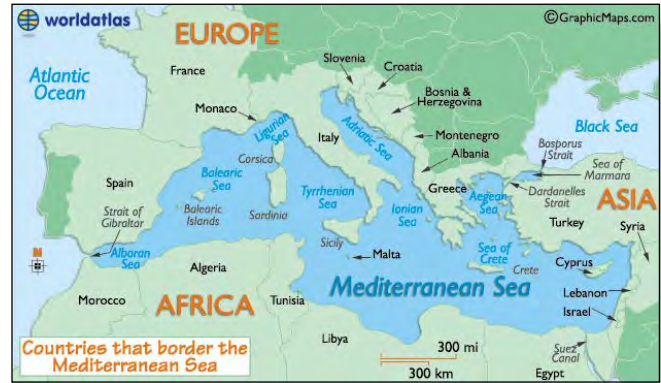 worldatlas
©GraphicMaps.com
EUROPE
Slovenia
Croatia
France
Atlantic
Ocean
Bosnia &
Herzegovina
Monaco
Ligurian
Sea
Adriatic Sea
Italy
Montenegro
Black Sea
Corsica
Albania
Bosporus
Strait
Balearic
Sea
Sea of
Marmara
Spain
Tyrrhenian
Sea
Greece
Aegean
Sea
Dardanelles
Strait
ASIA
Strait of
Gibraltar
Balearic
Islands
Sardinia
Ionian
Sea
Turkey
Syria
Alboran
Sea
Sicily
Sea of
Crete
N
Malta
Crete
Cyprus
Algeria
Mediterranean Sea
Lebanon
Morocco
AFRICA
Tunisia
Israel
Libya
Suez
Canal
Egypt
Countries that border the
Mediterranean Sea
300 mi
300 km